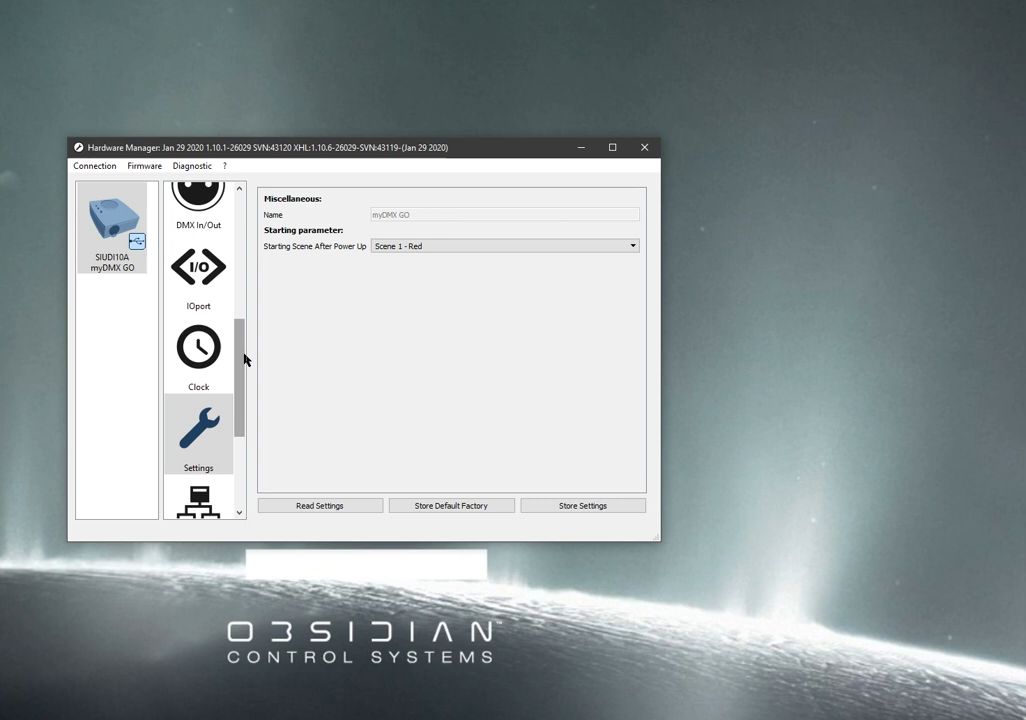 Hardware Manager: Jan 29 2020 1.10.1-26029 SVN:43120 XHL:1.10.6-26029-SVN:43119-(Jan 29 2020)
Connection Firmware Diagnostic ?
SIUDI10A
myDMX GO
DMX In/Out
I/O
IOport
Clock
Settings
Miscellaneous:
Name myDMX GO
Starting parameter:
Starting Scene After Power Up Scene 1 - Red
Read Settings Store Default Factory Store Settings
OBSIDIAN™
CONTROL SYSTEMS